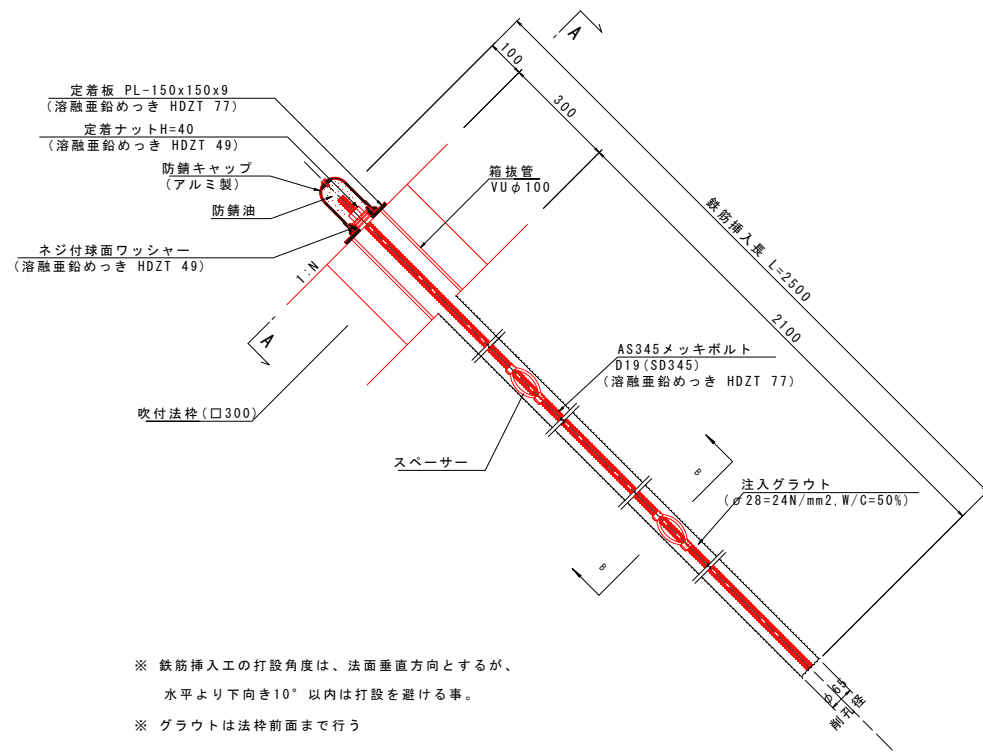 A
100
定着板 PL-150x150x9
(溶融亜鉛めっき HDZT 77)
300
定着ナットH=40
(溶融亜鉛めっき HDZT 49)
防錆キャップ
(アルミ製)
箱抜管
VUφ100
防錆油
鉄筋挿入長 L=2500
ネジ付球面ワッシャー
(溶融亜鉛めっき HDZT 49)
1:N
2100
A
AS345メッキボルト
D19(SD345)
(溶融亜鉛めっき HDZT 77)
吹付法枠(□300)
スペーサー
B
注入グラウト
(σ28=24N/mm2,W/C=50%)
B
※ 鉄筋挿入工の打設角度は、法面垂直方向とするが、
水平より下向き10°以内は打設を避ける事。
※ グラウトは法枠前面まで行う
φ65
削孔径